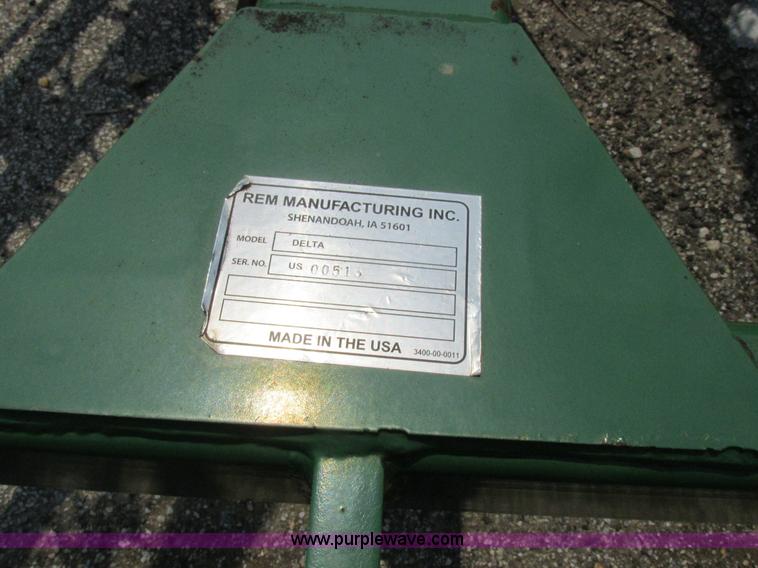 REM MANUFACTURING INC.
SHENANDOAH, IA 51601
MODEL DELTA
SER. NO. US
MADE IN THE USA 3400-00-0011
www.purplewave.com